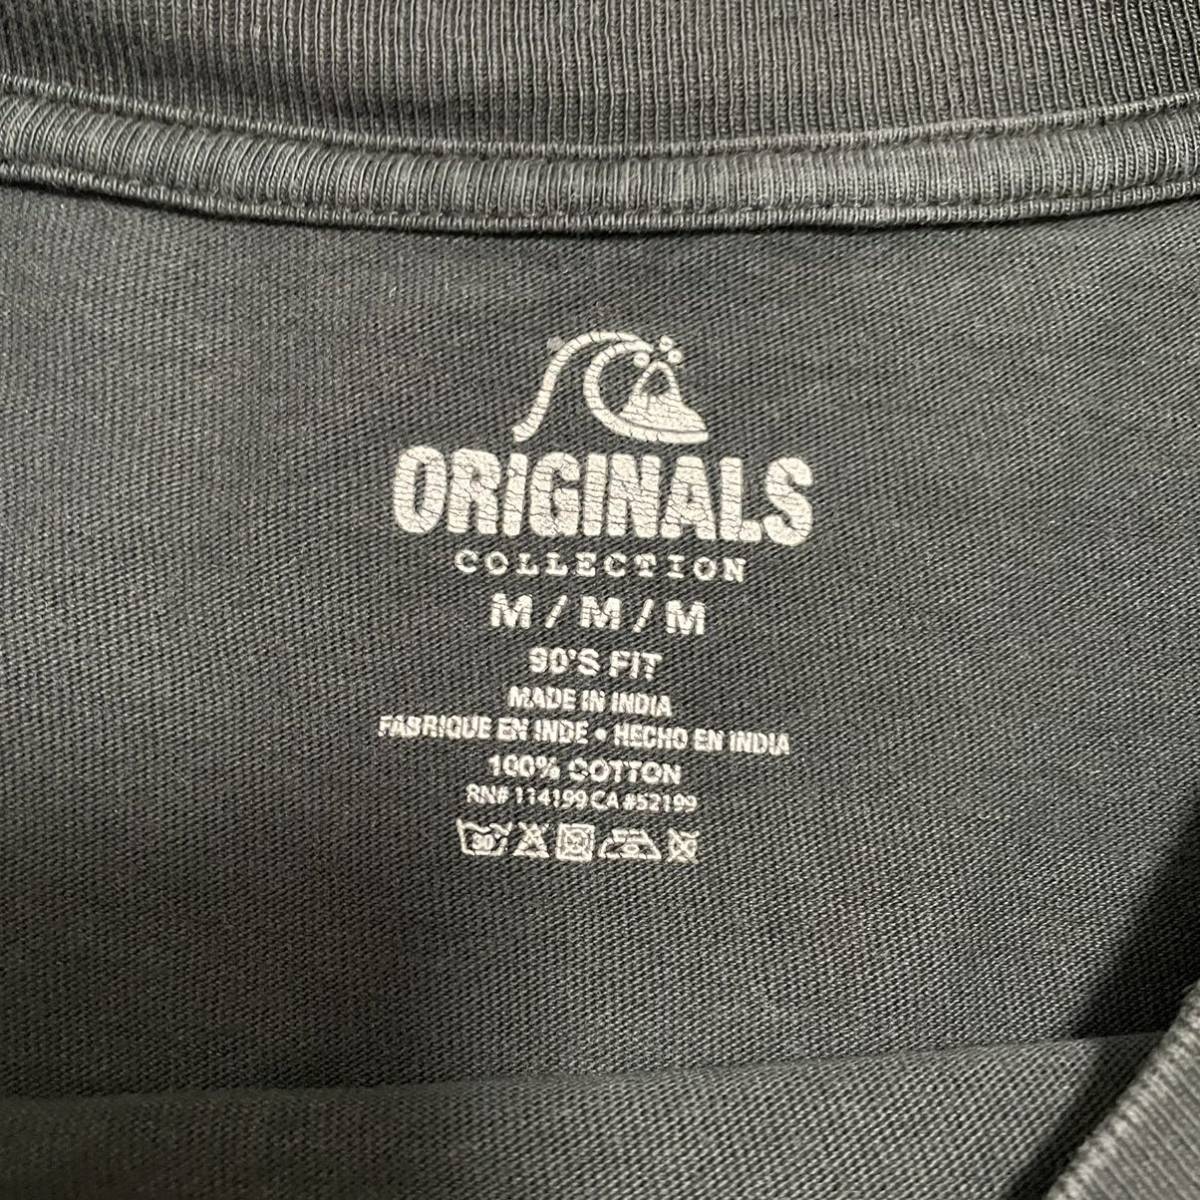 ORIGINALS
COLLECTION
M / M / M
90'S FIT
MADE IN INDIA
FABRIQUE EN INDE • HECHO EN INDIA
100% COTTON
RN# 114199 CA #52199
30